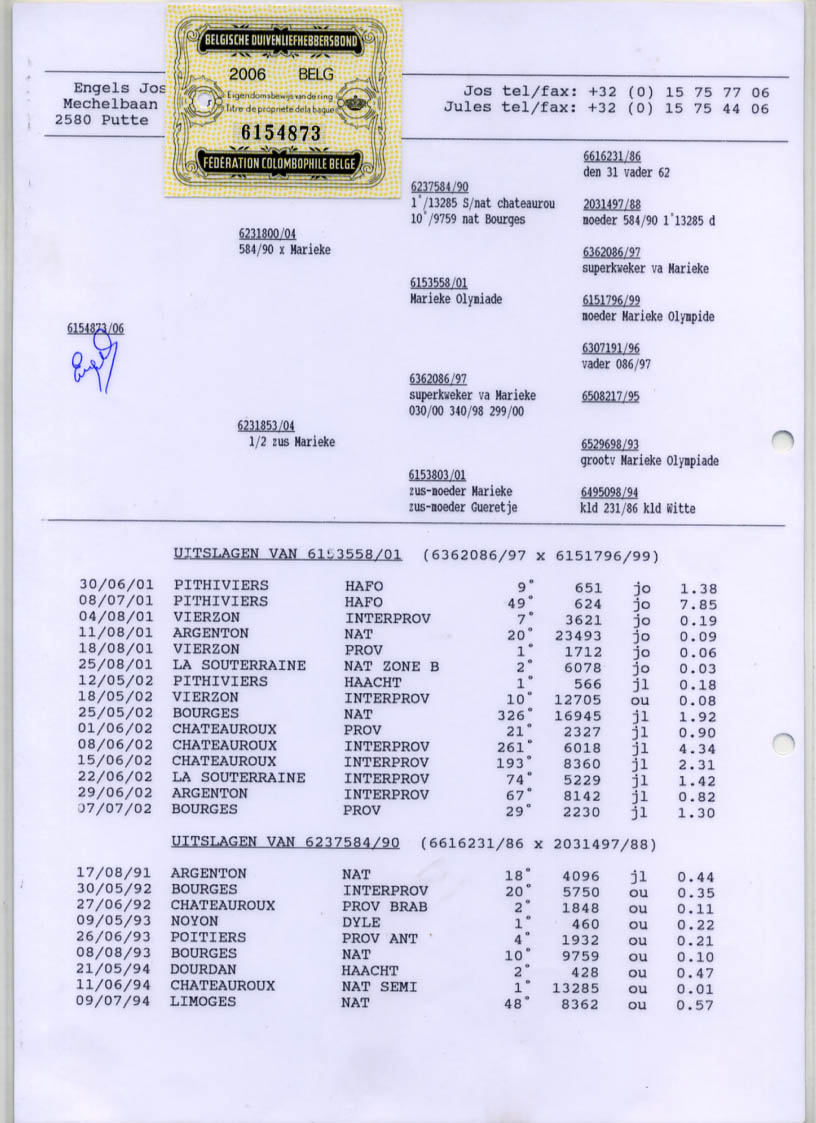 BELGISCHE DUIVENLIEFHEBBERSBOND
2006 BELG
Eigendomsbewijs van de ring
Titre de propriete de la bague
6154873
FÉDÉRATION COLOMBOPHILE BELGE
Engels Jos
Mechelbaan
2580 Putte
Jos tel/fax: +32 (0) 15 75 77 06
Jules tel/fax: +32 (0) 15 75 44 06
6154873/06
6231800/04
584/90 x Marieke
6231853/04
1/2 zus Marieke
6237584/90
1°/13285 S/nat chateaurou
10°/9759 nat Bourges
6153558/01
Marieke Olymiade
6362086/97
superkweker va Marieke
030/00 340/98 299/00
6153803/01
zus-moeder Marieke
zus-moeder Gueretje
6616231/86
den 31 vader 62
2031497/88
moeder 584/90 1°13285 d
6362086/97
superkweker va Marieke
6151796/99
moeder Marieke Olympide
6307191/96
vader 086/97
6508217/95
6529698/93
grootv Marieke Olympiade
6495098/94
kld 231/86 kld Witte
UITSLAGEN VAN 6153558/01 (6362086/97 x 6151796/99)
30/06/01 PITHIVIERS HAFO 9° 651 jo 1.38
08/07/01 PITHIVIERS HAFO 49° 624 jo 7.85
04/08/01 VIERZON INTERPROV 7° 3621 jo 0.19
11/08/01 ARGENTON NAT 20° 23493 jo 0.09
18/08/01 VIERZON PROV 1° 1712 jo 0.06
25/08/01 LA SOUTERRAINE NAT ZONE B 2° 6078 jo 0.03
12/05/02 PITHIVIERS HAACHT 1° 566 jl 0.18
18/05/02 VIERZON INTERPROV 10° 12705 ou 0.08
25/05/02 BOURGES NAT 326° 16945 jl 1.92
01/06/02 CHATEAUROUX PROV 21° 2327 jl 0.90
08/06/02 CHATEAUROUX INTERPROV 261° 6018 jl 4.34
15/06/02 CHATEAUROUX INTERPROV 193° 8360 jl 2.31
22/06/02 LA SOUTERRAINE INTERPROV 74° 5229 jl 1.42
29/06/02 ARGENTON INTERPROV 67° 8142 jl 0.82
07/07/02 BOURGES PROV 29° 2230 jl 1.30
UITSLAGEN VAN 6237584/90 (6616231/86 x 2031497/88)
17/08/91 ARGENTON NAT 18° 4096 jl 0.44
30/05/92 BOURGES INTERPROV 20° 5750 ou 0.35
27/06/92 CHATEAUROUX PROV BRAB 2° 1848 ou 0.11
09/05/93 NOYON DYLE 1° 460 ou 0.22
26/06/93 POITIERS PROV ANT 4° 1932 ou 0.21
08/08/93 BOURGES NAT 10° 9759 ou 0.10
21/05/94 DOURDAN HAACHT 2° 428 ou 0.47
11/06/94 CHATEAUROUX NAT SEMI 1° 13285 ou 0.01
09/07/94 LIMOGES NAT 48° 8362 ou 0.57